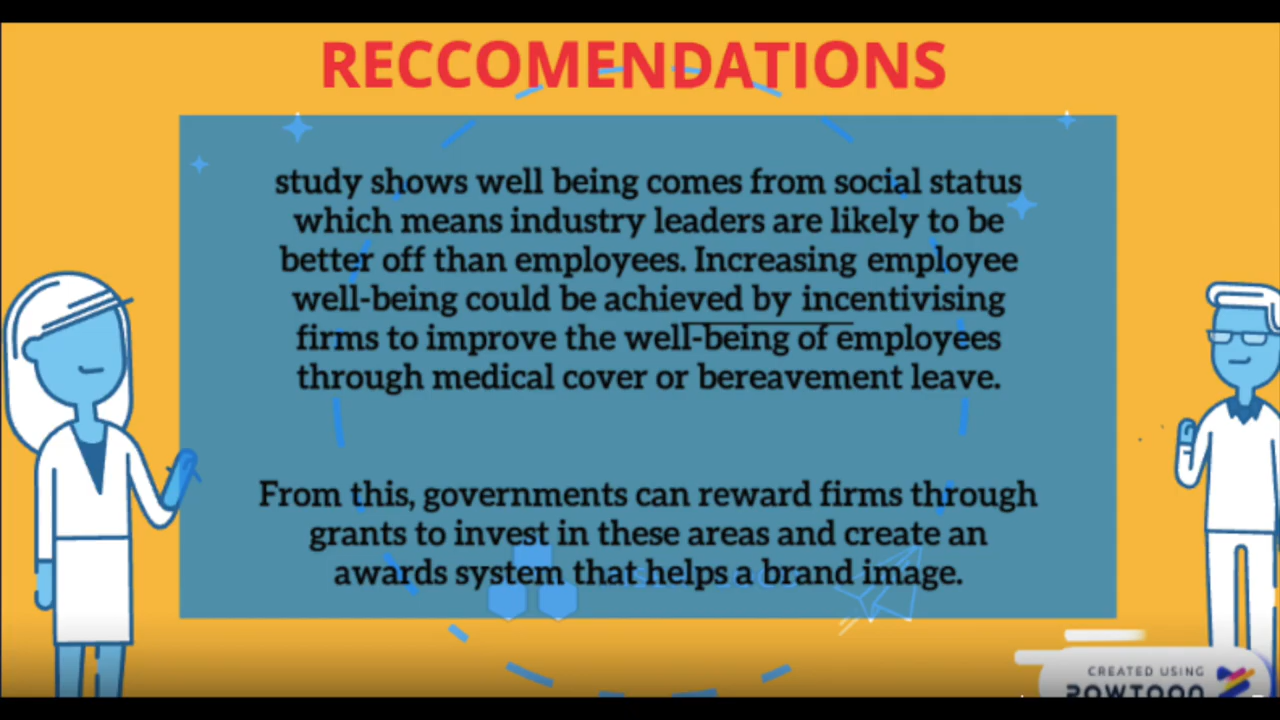 RECCOMENDATIONS
study shows well being comes from social status
which means industry leaders are likely to be
better off than employees. Increasing employee
well-being could be achieved by incentivising
firms to improve the well-being of employees
through medical cover or bereavement leave.
From this, governments can reward firms through
grants to invest in these areas and create an
awards system that helps a brand image.
CREATED USING
POWTOON